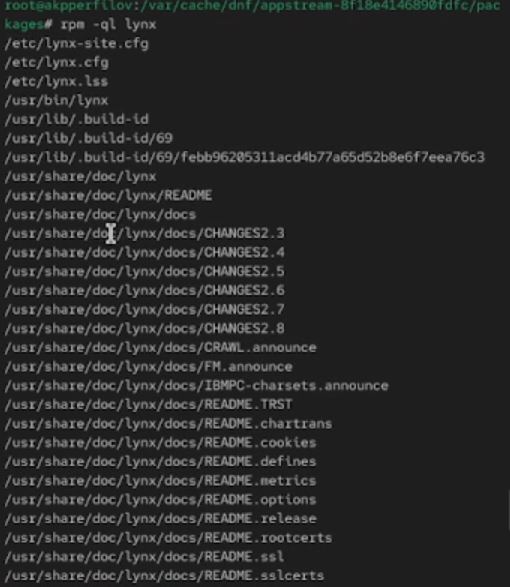 root@akpperfilov:/var/cache/dnf/appstream-8f18e4146890fdfc/pac
kages# rpm -ql lynx
/etc/lynx-site.cfg
/etc/lynx.cfg
/etc/lynx.lss
/usr/bin/lynx
/usr/lib/.build-id
/usr/lib/.build-id/69
/usr/lib/.build-id/69/febb96205311acd4b77a65d52b8e6f7eea76c3
/usr/share/doc/lynx
/usr/share/doc/lynx/README
/usr/share/doc/lynx/docs
/usr/share/doc/lynx/docs/CHANGES2.3
/usr/share/doc/lynx/docs/CHANGES2.4
/usr/share/doc/lynx/docs/CHANGES2.5
/usr/share/doc/lynx/docs/CHANGES2.6
/usr/share/doc/lynx/docs/CHANGES2.7
/usr/share/doc/lynx/docs/CHANGES2.8
/usr/share/doc/lynx/docs/CRAWL.announce
/usr/share/doc/lynx/docs/FM.announce
/usr/share/doc/lynx/docs/IBMPC-charsets.announce
/usr/share/doc/lynx/docs/README.TRST
/usr/share/doc/lynx/docs/README.chartrans
/usr/share/doc/lynx/docs/README.cookies
/usr/share/doc/lynx/docs/README.defines
/usr/share/doc/lynx/docs/README.metrics
/usr/share/doc/lynx/docs/README.options
/usr/share/doc/lynx/docs/README.release
/usr/share/doc/lynx/docs/README.rootcerts
/usr/share/doc/lynx/docs/README.ssl
/usr/share/doc/lynx/docs/README.sslcerts